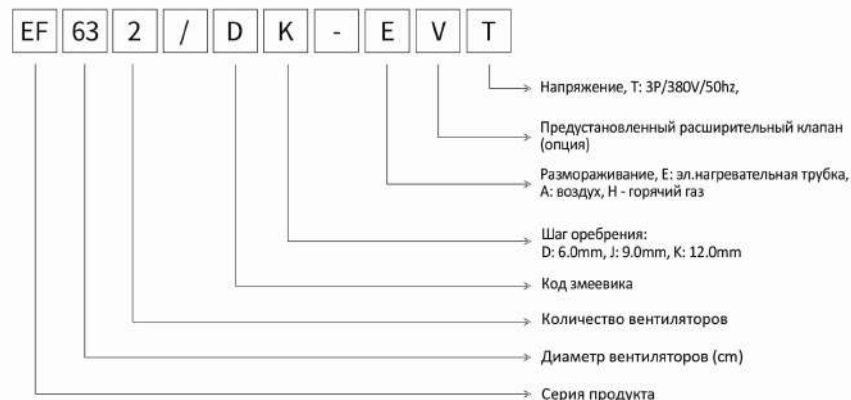 EF 63 2 / D K - E V T
Напряжение, T: 3P/380V/50hz,
Предустановленный расширительный клапан
(опция)
Размораживание, E: эл.нагревательная трубка,
A: воздух, H - горячий газ
Шаг оребрения:
D: 6.0mm, J: 9.0mm, K: 12.0mm
Код змеевика
Количество вентиляторов
Диаметр вентиляторов (cm)
Серия продукта